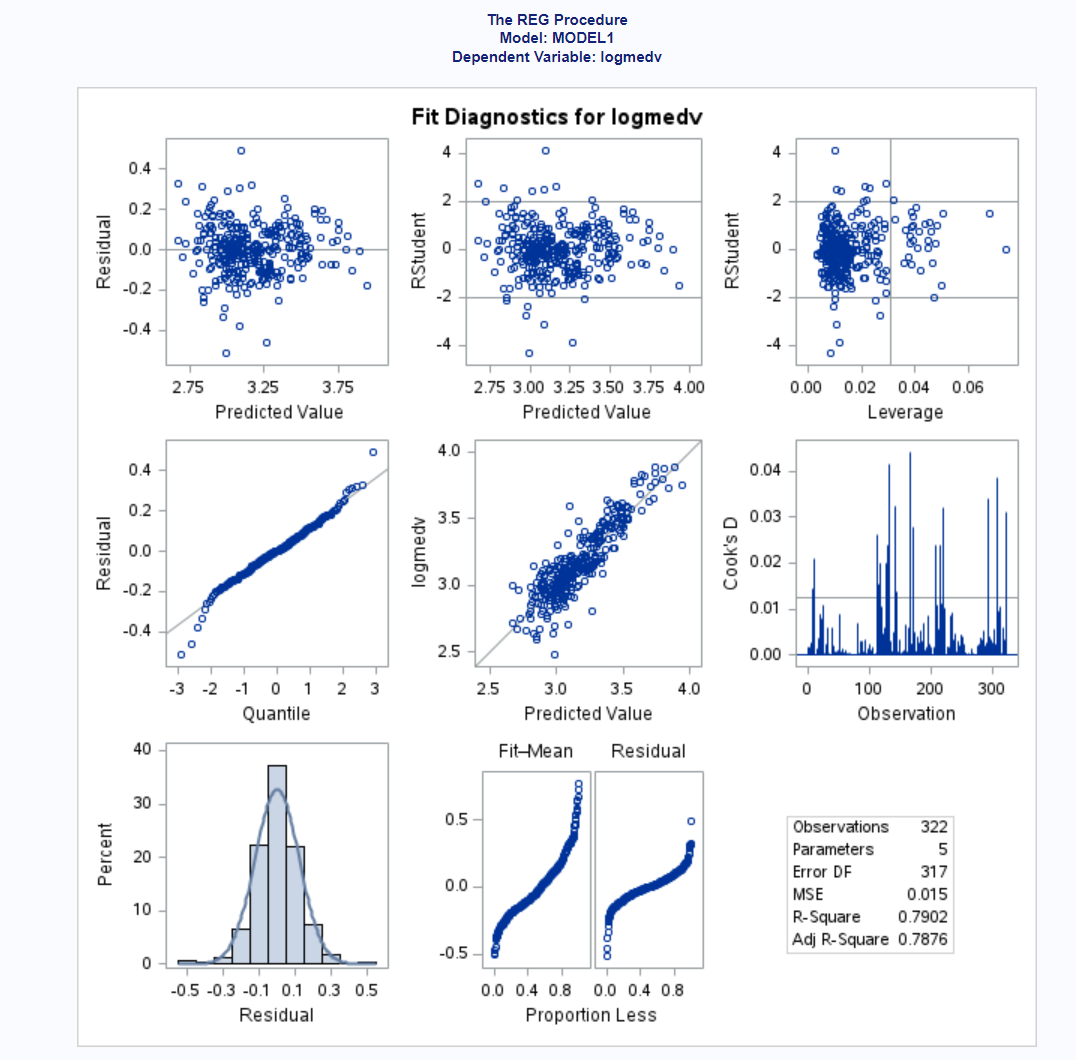 The REG Procedure
Model: MODEL1
Dependent Variable: logmedv
Fit Diagnostics for logmedv
Residual
0.4
0.2
0.0
-0.2
-0.4
2.75 3.25 3.75
Predicted Value
RStudent
4
2
0
-2
-4
2.75 3.00 3.25 3.50 3.75 4.00
Predicted Value
RStudent
4
2
0
-2
-4
0.00 0.02 0.04 0.06
Leverage
Residual
0.4
0.2
0.0
-0.2
-0.4
-3 -2 -1 0 1 2 3
Quantile
logmedv
4.0
3.5
3.0
2.5
2.5 3.0 3.5 4.0
Predicted Value
Cook's D
0.04
0.03
0.02
0.01
0.00
0 100 200 300
Observation
Percent
40
30
20
10
0
-0.5 -0.3 -0.1 0.1 0.3 0.5
Residual
Fit–Mean Residual
0.5
0.0
-0.5
0.0 0.4 0.8 0.0 0.4 0.8
Proportion Less
Observations 322
Parameters 5
Error DF 317
MSE 0.015
R-Square 0.7902
Adj R-Square 0.7876